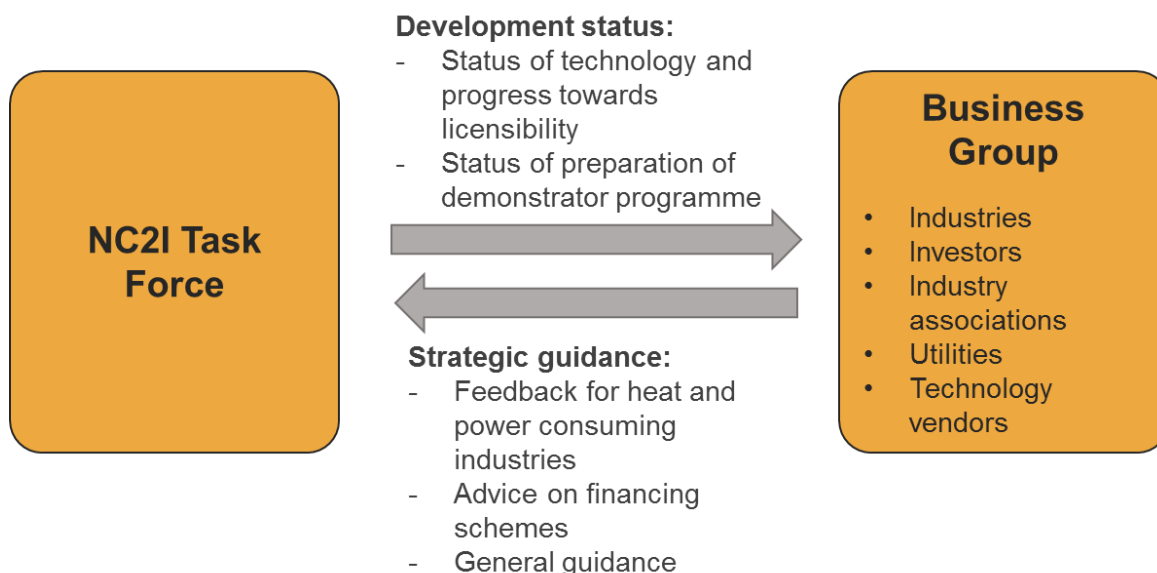 NC2I Task
Force
Development status:
- Status of technology and
progress towards
licensibility
- Status of preparation of
demonstrator programme
Strategic guidance:
- Feedback for heat and
power consuming
industries
- Advice on financing
schemes
- General guidance
Business
Group
• Industries
• Investors
• Industry
associations
• Utilities
• Technology
vendors